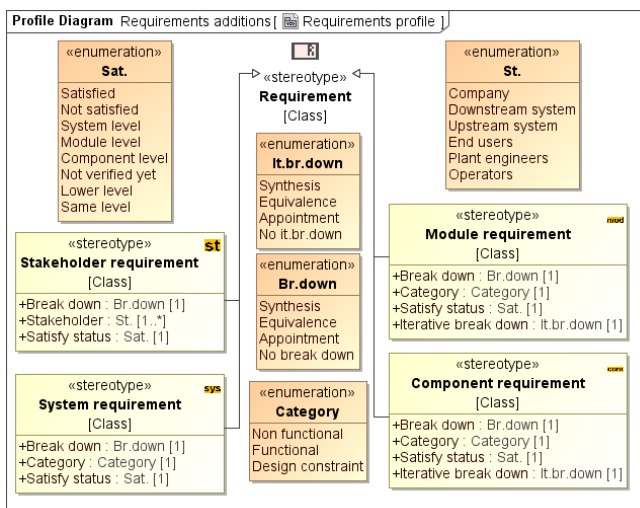 Profile Diagram Requirements additions [ Requirements profile ]
«enumeration»
Sat.
Satisfied
Not satisfied
System level
Module level
Component level
Not verified yet
Lower level
Same level
R
«stereotype»
Requirement
[Class]
«enumeration»
St.
Company
Downstream system
Upstream system
End users
Plant engineers
Operators
«enumeration»
It.br.down
Synthesis
Equivalence
Appointment
No it.br.down
«stereotype» st
Stakeholder requirement
[Class]
+Break down : Br.down [1]
+Stakeholder : St. [1..*]
+Satisfy status : Sat. [1]
«enumeration»
Br.down
Synthesis
Equivalence
Appointment
No break down
«stereotype» mod
Module requirement
[Class]
+Break down : Br.down [1]
+Category : Category [1]
+Satisfy status : Sat. [1]
+Iterative break down : It.br.down [1]
«stereotype» sys
System requirement
[Class]
+Break down : Br.down [1]
+Category : Category [1]
+Satisfy status : Sat. [1]
«enumeration»
Category
Non functional
Functional
Design constraint
«stereotype» com
Component requirement
[Class]
+Break down : Br.down [1]
+Category : Category [1]
+Satisfy status : Sat. [1]
+Iterative break down : It.br.down [1]